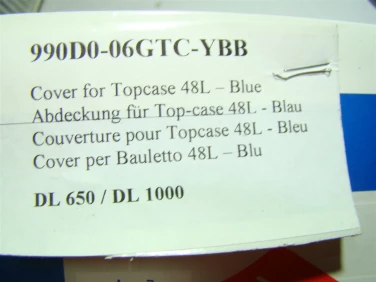 990D0-06GTC-YBB
Cover for Topcase 48L – Blue
Abdeckung für Top-case 48L - Blau
Couverture pour Topcase 48L - Bleu
Cover per Bauletto 48L – Blu
DL 650 / DL 1000